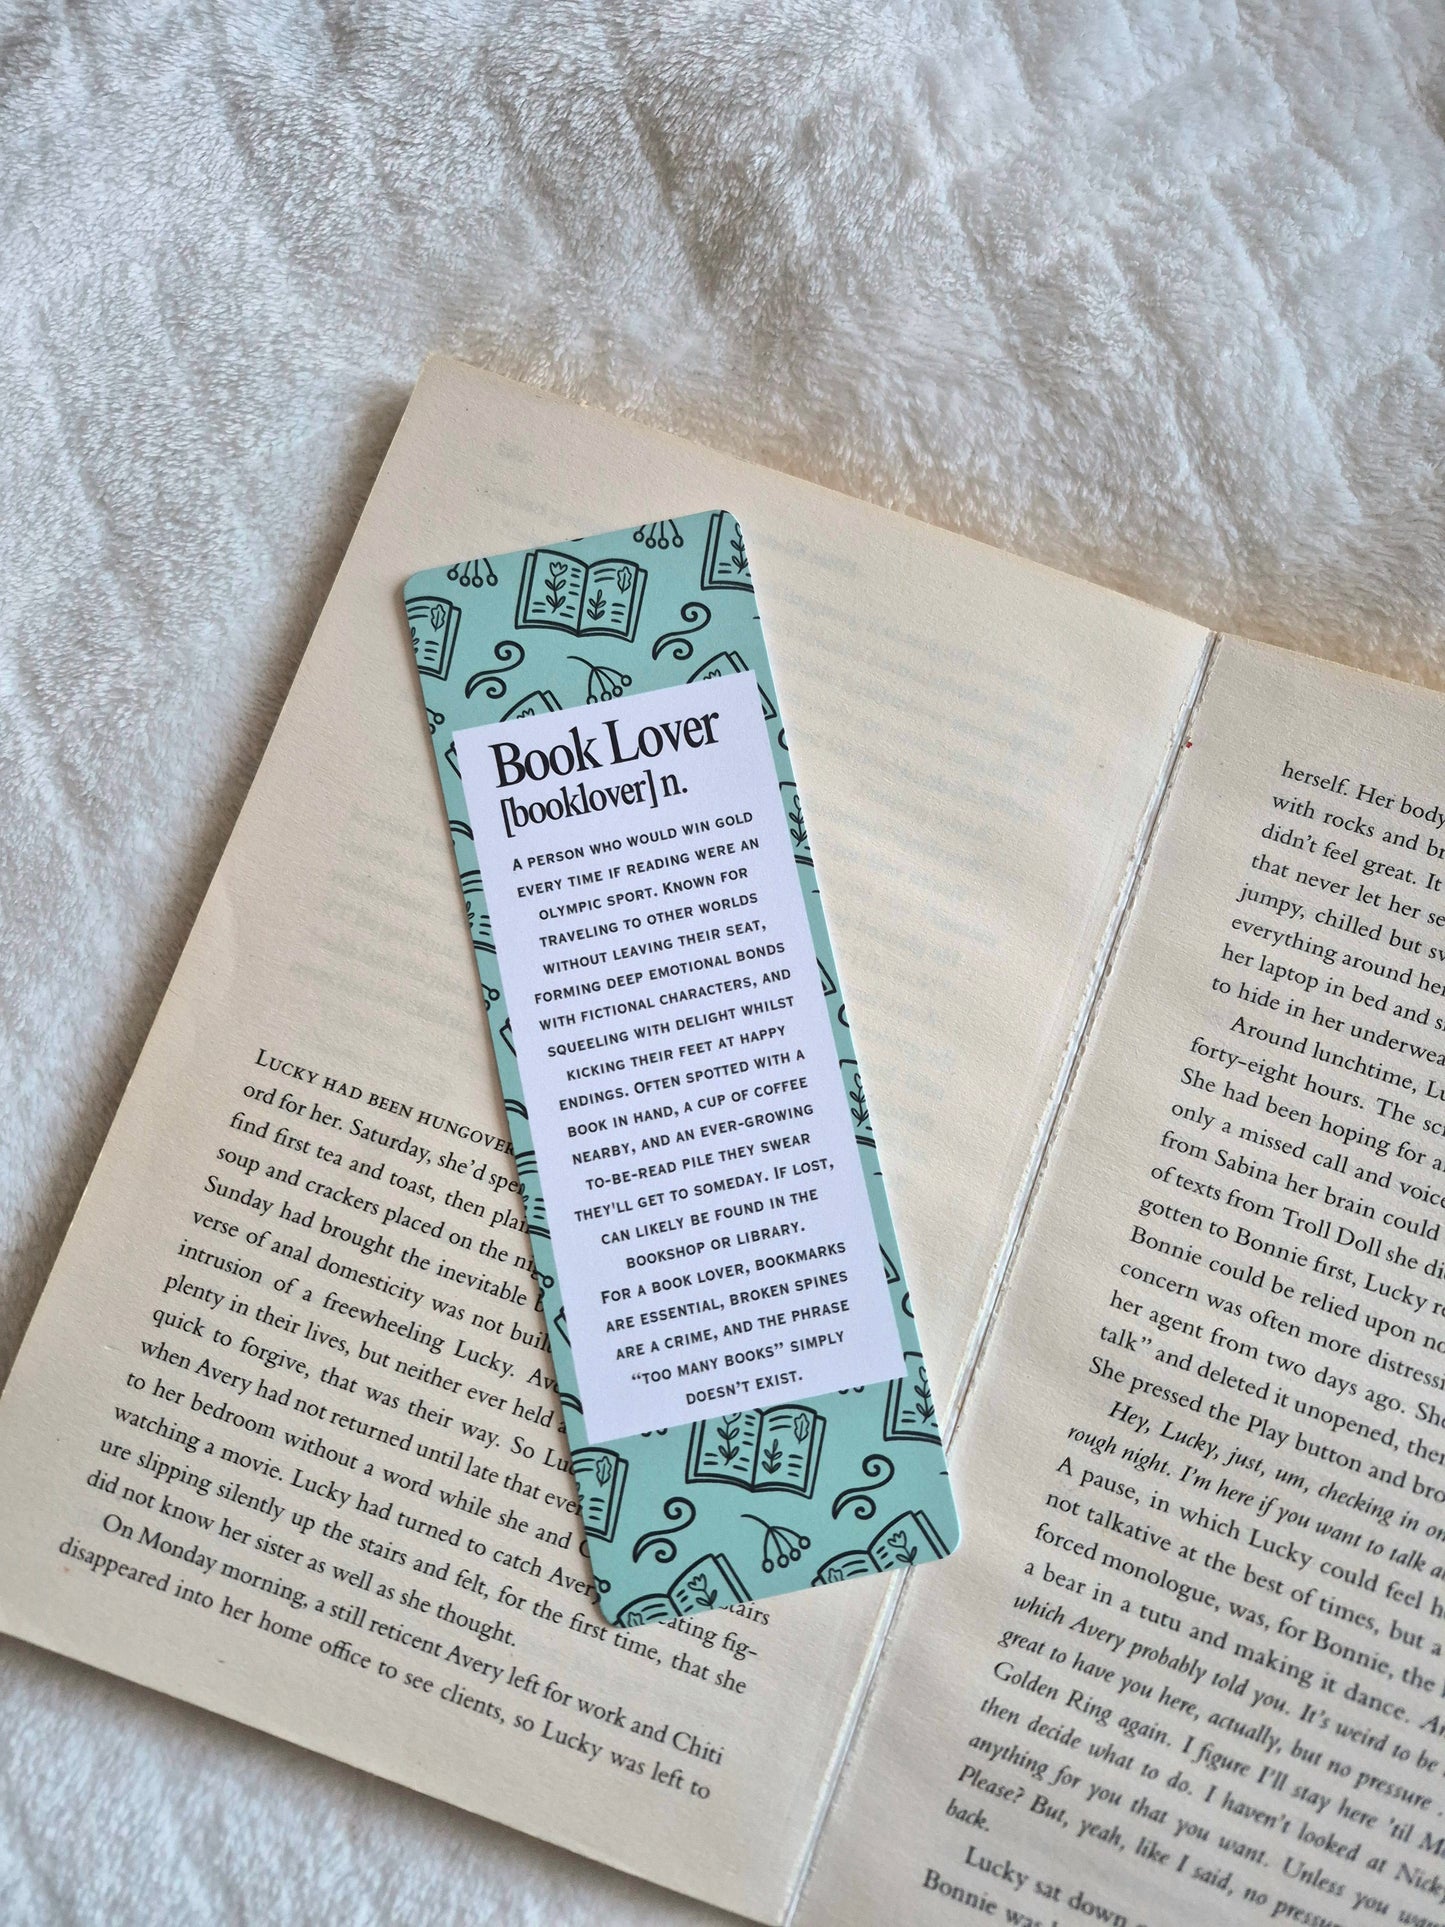 Book Lover
[booklover] n.
A PERSON WHO WOULD WIN GOLD
EVERY TIME IF READING WERE AN
OLYMPIC SPORT. KNOWN FOR
TRAVELING TO OTHER WORLDS
WITHOUT LEAVING THEIR SEAT,
FORMING DEEP EMOTIONAL BONDS
WITH FICTIONAL CHARACTERS, AND
SQUEELING WITH DELIGHT WHILST
KICKING THEIR FEET AT HAPPY
ENDINGS. OFTEN SPOTTED WITH A
BOOK IN HAND, A CUP OF COFFEE
NEARBY, AND AN EVER-GROWING
TO-BE-READ PILE THEY SWEAR
THEY'LL GET TO SOMEDAY. IF LOST,
CAN LIKELY BE FOUND IN THE
BOOKSHOP OR LIBRARY.
FOR A BOOK LOVER, BOOKMARKS
ARE ESSENTIAL, BROKEN SPINES
ARE A CRIME, AND THE PHRASE
“TOO MANY BOOKS” SIMPLY
DOESN’T EXIST.
LUCKY HAD BEEN HUNGOVER
ord for her. Saturday, she’d
find first tea and toast, then
soup and crackers placed on the
Sunday had brought the inevitable
verse of anal domesticity was not
intrusion of a freewheeling Lucky.
plenty in their lives, but neither ever held
quick to forgive, that was their way. So
when Avery had not returned until late that
to her bedroom without a word while she and
watching a movie. Lucky had turned to catch
ure slipping silently up the stairs and felt, for the first time, that she
did not know her sister as well as she thought.
On Monday morning, a still reticent Avery left for work and Chiti
disappeared into her home office to see clients, so Lucky was left to
herself. Her body
with rocks and
didn’t feel great. It
that never let her
jumpy, chilled but
everything around her
her laptop in bed and
to hide in her
Around lunchtime,
forty-eight hours. The
She had been hoping for
only a missed call and
from Sabina her brain could
of texts from Troll Doll she
gotten to Bonnie first, Lucky
Bonnie could be relied upon
concern was often more
her agent from two days ago. She
talk” and deleted it unopened,
She pressed the Play button and
Hey, Lucky, just, um, checking in
rough night. I’m here if you want to talk
A pause, in which Lucky could feel
not talkative at the best of times, but a
forced monologue, was, for Bonnie, the
a bear in a tutu and making it dance.
which Avery probably told you. It’s weird to be
great to have you here, actually, but no pressure
Golden Ring again. I figure I’ll stay here ’til
then decide what to do. I haven’t looked at
anything for you that you want. Unless you
Please? But, yeah, like I said, no
back.
Lucky sat down
Bonnie was